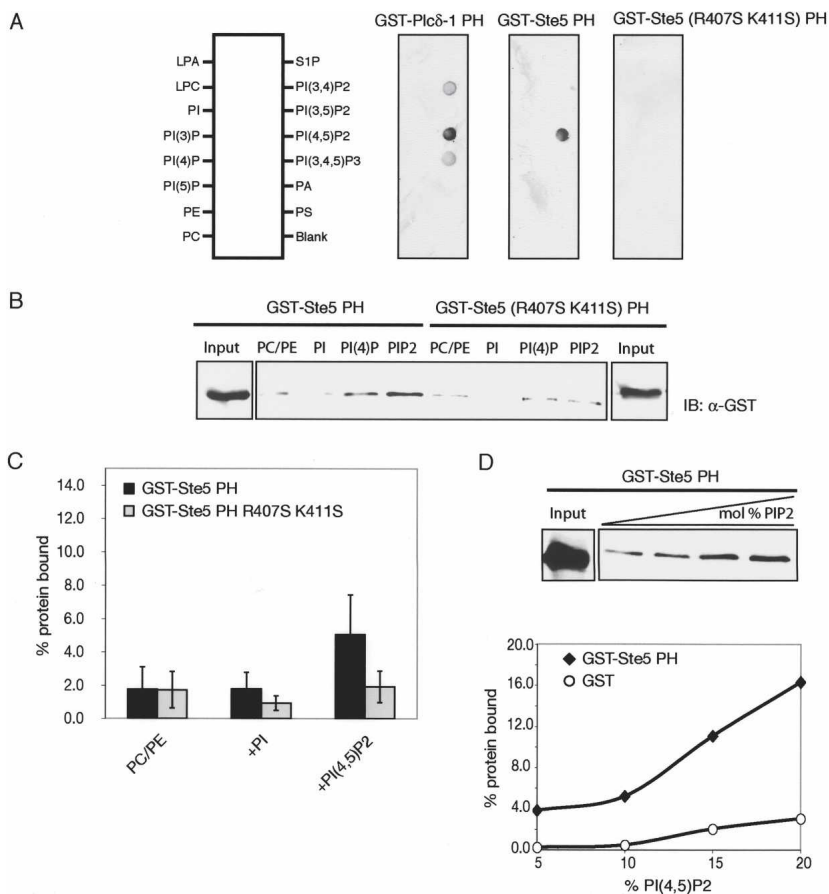 A
GST-Plcδ-1 PH
GST-Ste5 PH
GST-Ste5 (R407S K411S) PH
LPA
LPC
PI
PI(3)P
PI(4)P
PI(5)P
PE
PC
S1P
PI(3,4)P2
PI(3,5)P2
PI(4,5)P2
PI(3,4,5)P3
PA
PS
Blank
B
GST-Ste5 PH
GST-Ste5 (R407S K411S) PH
Input PC/PE PI PI(4)P PIP2 PC/PE PI PI(4)P PIP2 Input
IB: α-GST
C
GST-Ste5 PH
GST-Ste5 PH R407S K411S
% protein bound
14.0
12.0
10.0
8.0
6.0
4.0
2.0
0.0
PC/PE
+PI
+PI(4,5)P2
D
GST-Ste5 PH
Input
mol % PIP2
GST-Ste5 PH
GST
% protein bound
20.0
16.0
12.0
8.0
4.0
0.0
5 10 15 20
% PI(4,5)P2